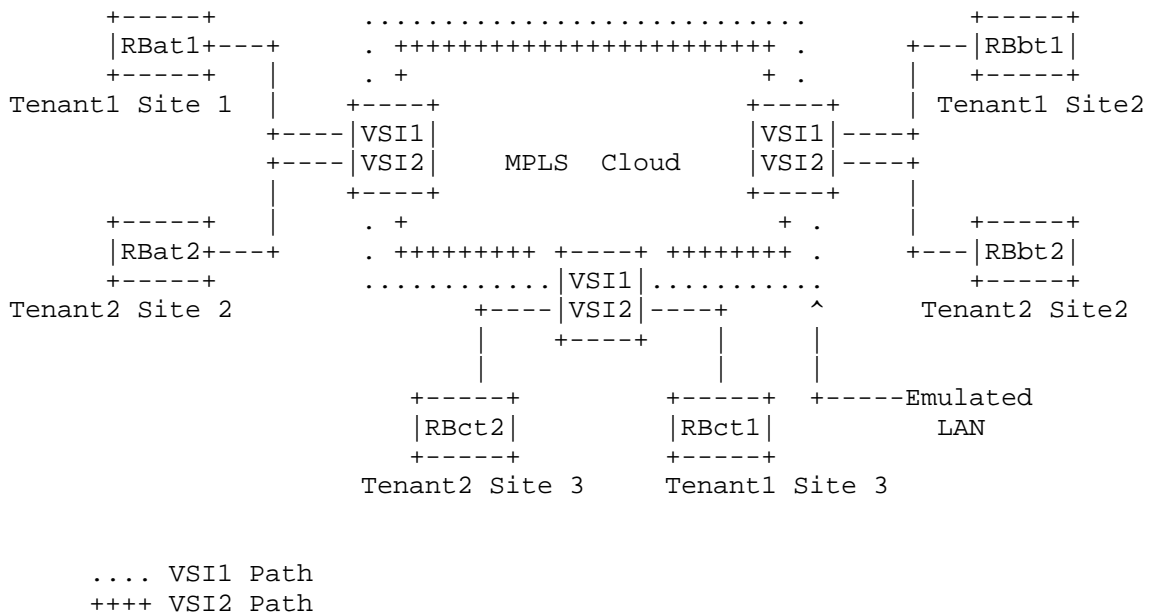 RBat1 RBbt1
Tenant1 Site 1 Tenant1 Site2
VSI1 VSI1
VSI2 MPLS Cloud VSI2
RBat2 RBbt2
VSI1
Tenant2 Site 2 VSI2 Tenant2 Site2
Emulated
RBct2 RBct1 LAN
Tenant2 Site 3 Tenant1 Site 3
.... VSI1 Path
++++ VSI2 Path